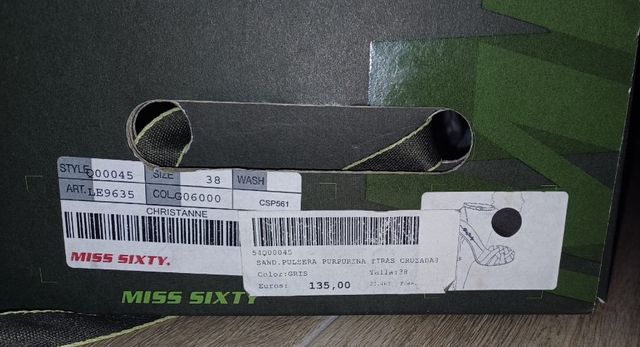 STYLE Q00045 SIZE 38 WASH
ART. LE9635 COL. G06000 CSP561
CHRISTANNE
MISS SIXTY.
54Q00045
SAND.PULSERA PURPURINA TIRAS CRUZADAS
Color:GRIS Talla:38
Euros: 135,00
MISS SIXTY